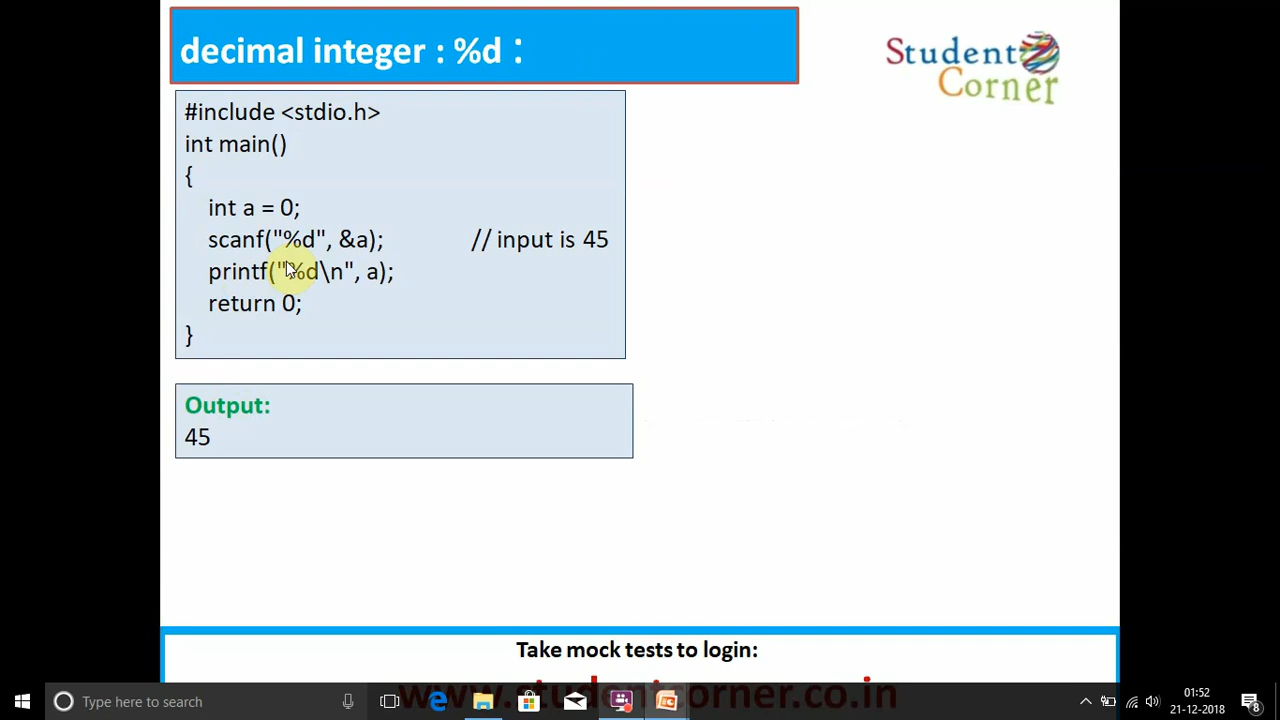 decimal integer : %d :
Student
Corner
#include <stdio.h>
int main()
{
int a = 0;
scanf("%d", &a); // input is 45
printf("%d\n", a);
return 0;
}
Output:
45
Take mock tests to login:
Type here to search
01:52
21-12-2018
8